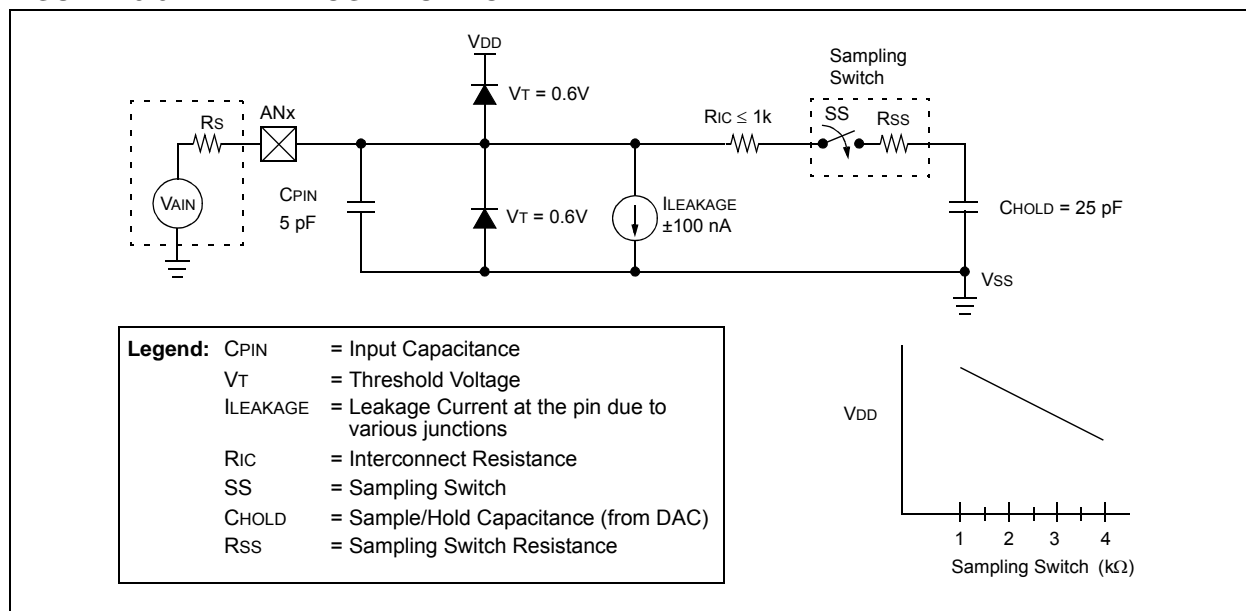 VDD
Sampling
Switch
VT = 0.6V
ANx
RS
RIC ≤ 1k
SS
RSS
CPIN
5 pF
VAIN
VT = 0.6V
ILEAKAGE
±100 nA
CHOLD = 25 pF
VSS
Legend: CPIN = Input Capacitance
VT = Threshold Voltage
ILEAKAGE = Leakage Current at the pin due to
various junctions
RIC = Interconnect Resistance
SS = Sampling Switch
CHOLD = Sample/Hold Capacitance (from DAC)
RSS = Sampling Switch Resistance
VDD
1 2 3 4
Sampling Switch (kΩ)